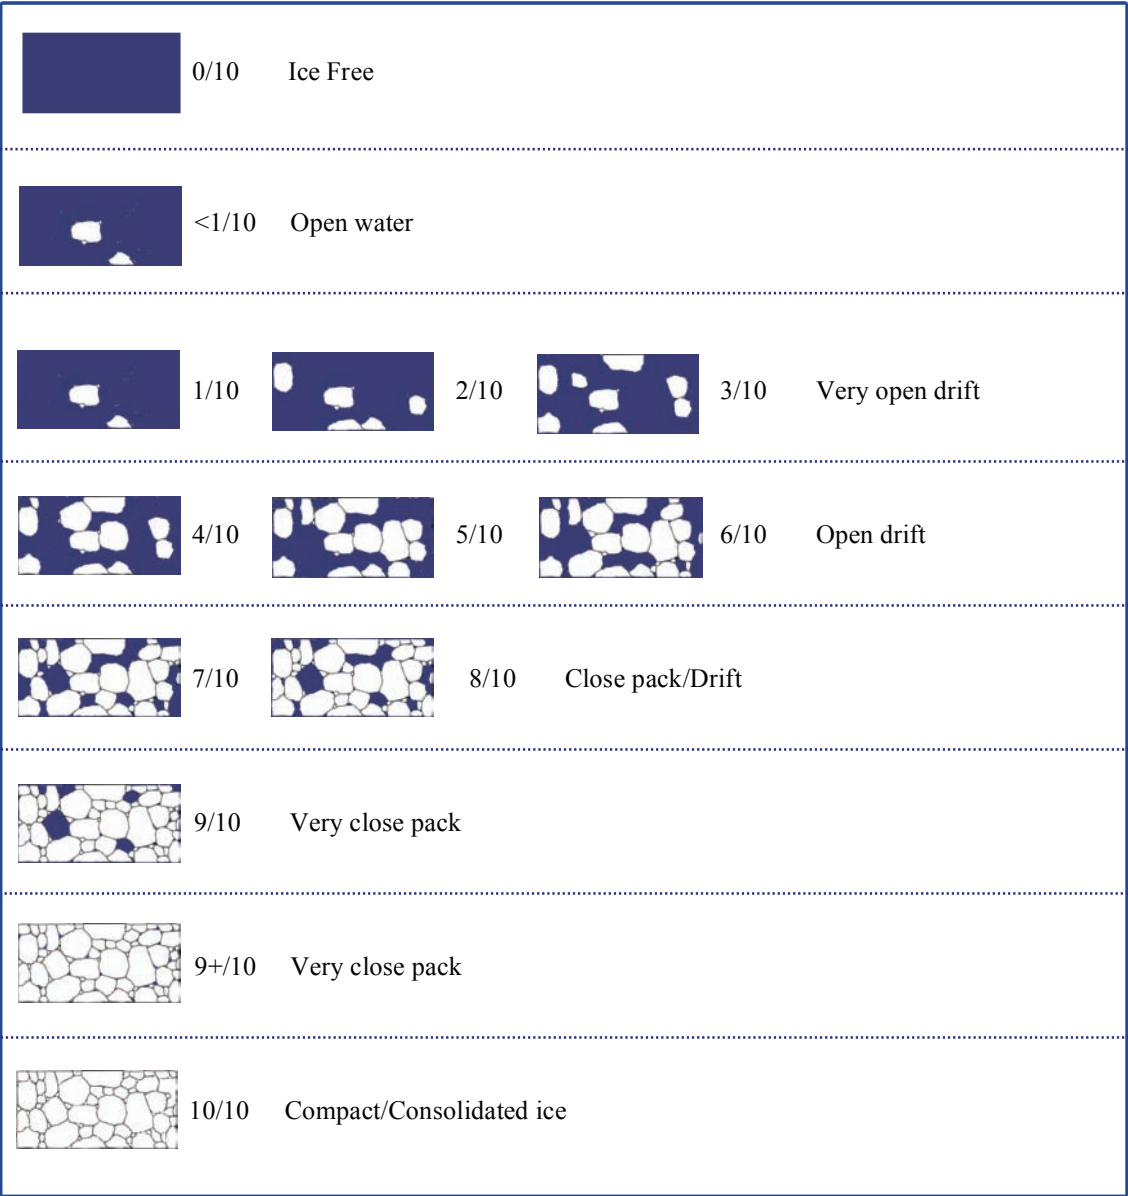 0/10 Ice Free
<1/10 Open water
1/10 2/10 3/10 Very open drift
4/10 5/10 6/10 Open drift
7/10 8/10 Close pack/Drift
9/10 Very close pack
9+/10 Very close pack
10/10 Compact/Consolidated ice